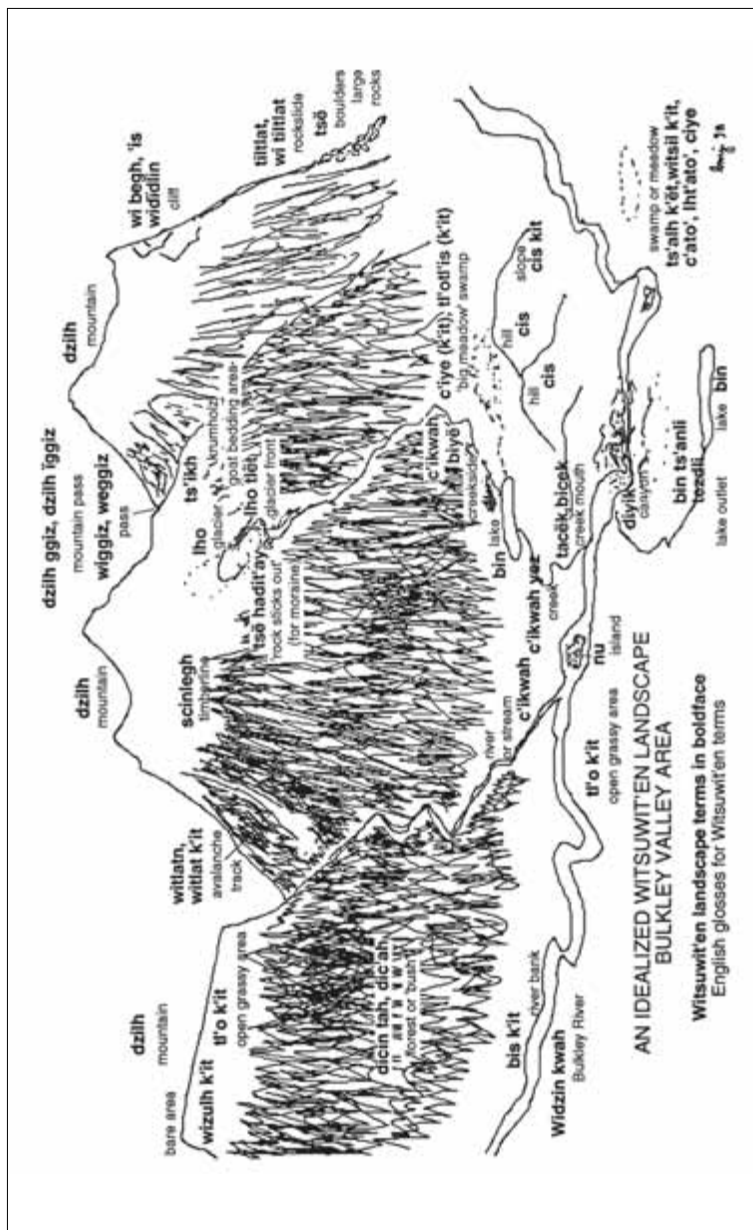 dzilh ggiz, dzilh ïggiz
mountain pass
dzilh
mountain
wiggiz, weggiz
pass
dzilh
mountain
wi begh, 'is
wididlin
cliff
dzilh
mountain
bare area
wizulh k'it
tl'o k'it
open grassy area
witlatn,
witlat k'it
avalanche
track
scinlegh
timberline
lho
glacier
ts'ikh
krumholz
goat bedding area
lho tlët
glacier front
tsë hadït'ay
'rock sticks out'
(for moraine)
tiltlat,
wi tiltlat
rockslide
tsë
boulders
large
rocks
dicin tah, dic'ah,
forest or 'bush'
river
or stream
c'ikwah
c'ikwah
biyë
creekside
c'iye (k'it), tl'otl'is (k'it)
'big meadow' swamp
bin
lake
c'ikwah yez
creek
hill
cis
hill
cis
slope
cis kit
tacëk, bicek
creek mouth
bis k'it
river bank
Widzin kwah
Bulkley River
tl'o k'it
open grassy area
nu
island
diyik
canyon
bin ts'anli
tezdli
lake outlet
lake
bin
swamp or meadow
ts'alh k'ët, witsil k'it,
c'ato', lht'ato', ciye
AN IDEALIZED WITSUWIT'EN LANDSCAPE
BULKLEY VALLEY AREA
Witsuwit'en landscape terms in boldface
English glosses for Witsuwit'en terms